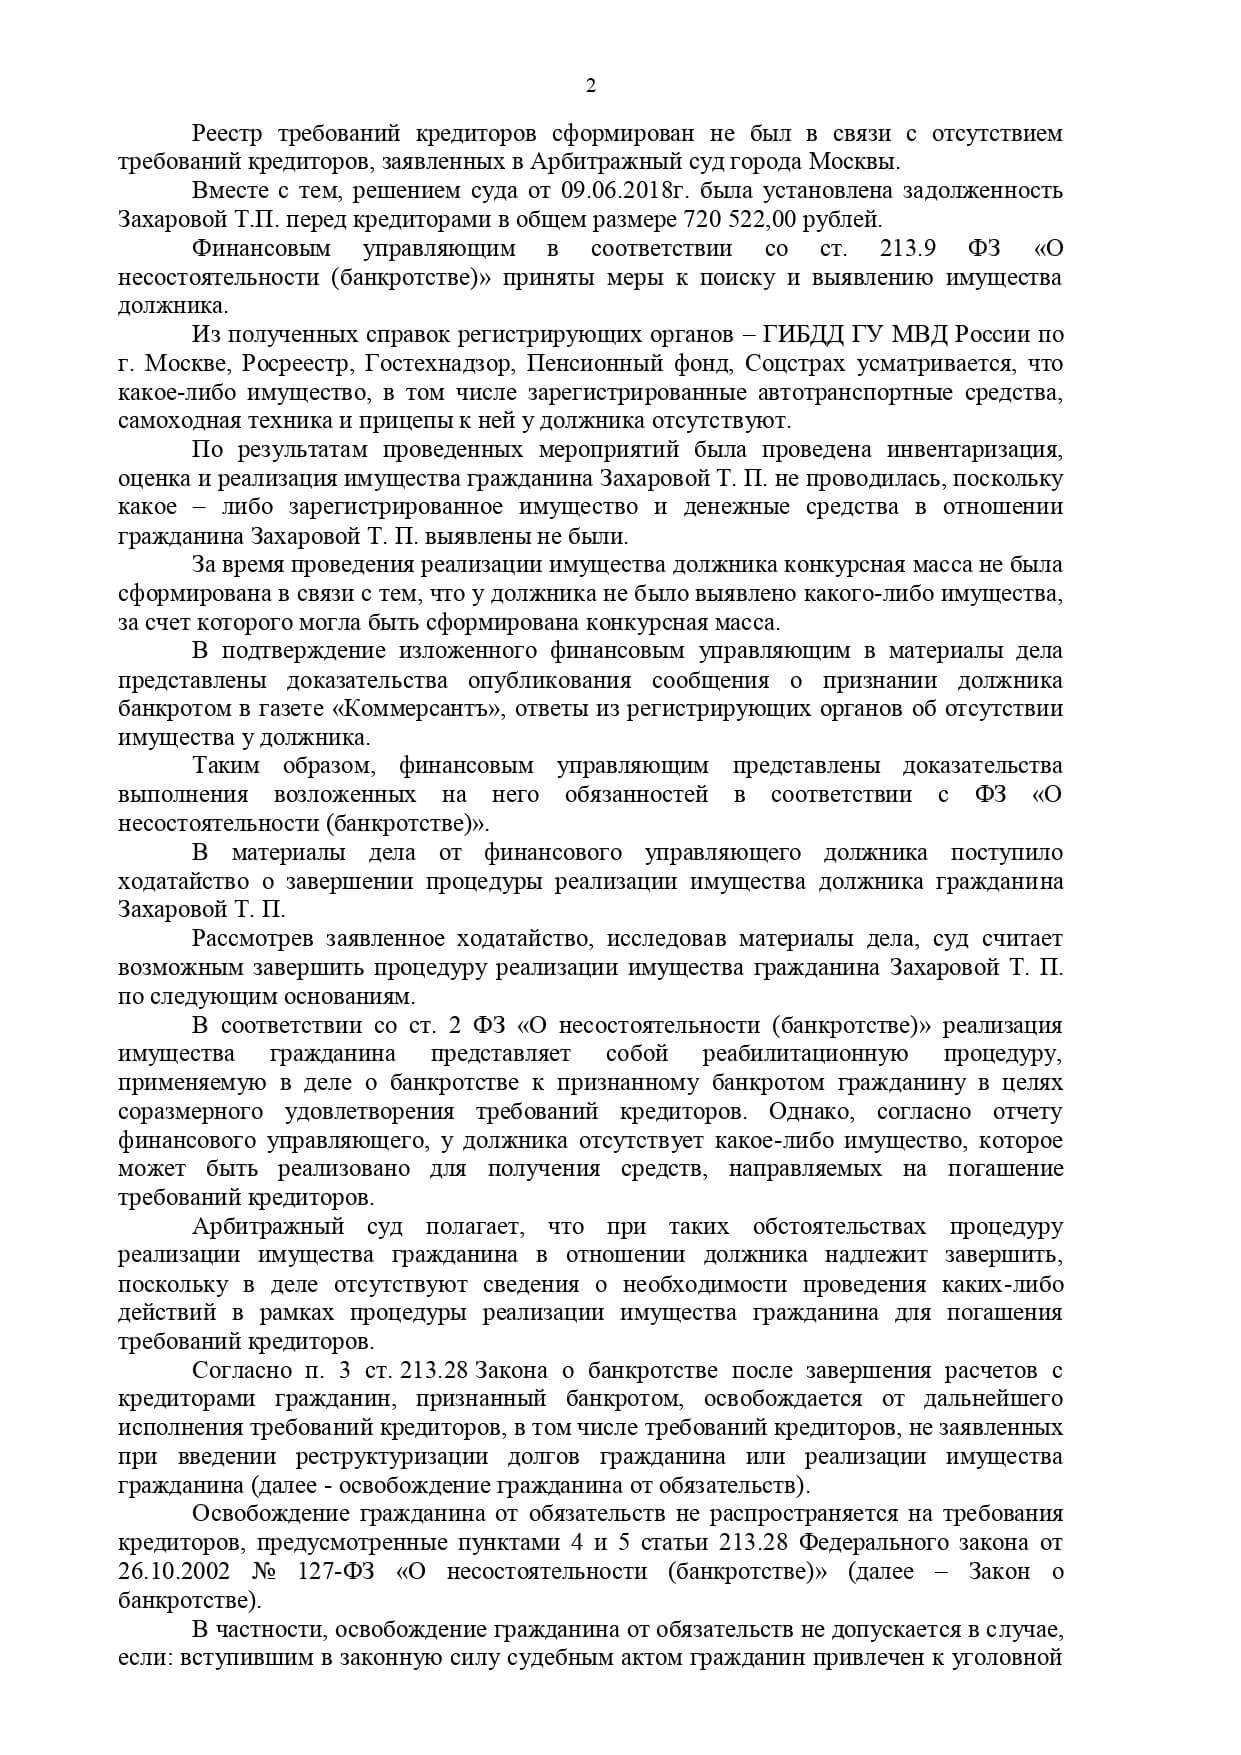 2
Реестр требований кредиторов сформирован не был в связи с отсутствием
требований кредиторов, заявленных в Арбитражный суд города Москвы.
Вместе с тем, решением суда от 09.06.2018г. была установлена задолженность
Захаровой Т.П. перед кредиторами в общем размере 720 522,00 рублей.
Финансовым управляющим в соответствии со ст. 213.9 ФЗ «О
несостоятельности (банкротстве)» приняты меры к поиску и выявлению имущества
должника.
Из полученных справок регистрирующих органов – ГИБДД ГУ МВД России по
г. Москве, Росреестр, Гостехнадзор, Пенсионный фонд, Соцстрах усматривается, что
какое-либо имущество, в том числе зарегистрированные автотранспортные средства,
самоходная техника и прицепы к ней у должника отсутствуют.
По результатам проведенных мероприятий была проведена инвентаризация,
оценка и реализация имущества гражданина Захаровой Т. П. не проводилась, поскольку
какое – либо зарегистрированное имущество и денежные средства в отношении
гражданина Захаровой Т. П. выявлены не были.
За время проведения реализации имущества должника конкурсная масса не была
сформирована в связи с тем, что у должника не было выявлено какого-либо имущества,
за счет которого могла быть сформирована конкурсная масса.
В подтверждение изложенного финансовым управляющим в материалы дела
представлены доказательства опубликования сообщения о признании должника
банкротом в газете «Коммерсантъ», ответы из регистрирующих органов об отсутствии
имущества у должника.
Таким образом, финансовым управляющим представлены доказательства
выполнения возложенных на него обязанностей в соответствии с ФЗ «О
несостоятельности (банкротстве)».
В материалы дела от финансового управляющего должника поступило
ходатайство о завершении процедуры реализации имущества должника гражданина
Захаровой Т. П.
Рассмотрев заявленное ходатайство, исследовав материалы дела, суд считает
возможным завершить процедуру реализации имущества гражданина Захаровой Т. П.
по следующим основаниям.
В соответствии со ст. 2 ФЗ «О несостоятельности (банкротстве)» реализация
имущества гражданина представляет собой реабилитационную процедуру,
применяемую в деле о банкротстве к признанному банкротом гражданину в целях
соразмерного удовлетворения требований кредиторов. Однако, согласно отчету
финансового управляющего, у должника отсутствует какое-либо имущество, которое
может быть реализовано для получения средств, направляемых на погашение
требований кредиторов.
Арбитражный суд полагает, что при таких обстоятельствах процедуру
реализации имущества гражданина в отношении должника надлежит завершить,
поскольку в деле отсутствуют сведения о необходимости проведения каких-либо
действий в рамках процедуры реализации имущества гражданина для погашения
требований кредиторов.
Согласно п. 3 ст. 213.28 Закона о банкротстве после завершения расчетов с
кредиторами гражданин, признанный банкротом, освобождается от дальнейшего
исполнения требований кредиторов, в том числе требований кредиторов, не заявленных
при введении реструктуризации долгов гражданина или реализации имущества
гражданина (далее - освобождение гражданина от обязательств).
Освобождение гражданина от обязательств не распространяется на требования
кредиторов, предусмотренные пунктами 4 и 5 статьи 213.28 Федерального закона от
26.10.2002 № 127-ФЗ «О несостоятельности (банкротстве)» (далее – Закон о
банкротстве).
В частности, освобождение гражданина от обязательств не допускается в случае,
если: вступившим в законную силу судебным актом гражданин привлечен к уголовной